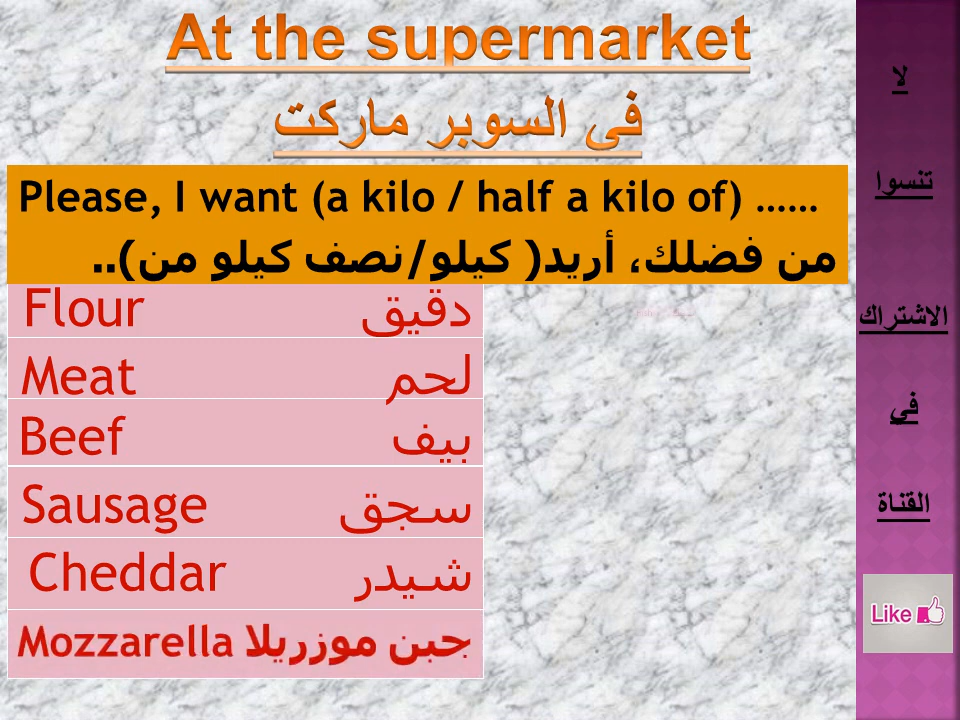 At the supermarket
فى السوبر ماركت
Please, I want (a kilo / half a kilo of) ……
من فضلك، أريد( كيلو/نصف كيلو من)..
Flour دقيق
Meat لحم
Beef بيف
Sausage سجق
Cheddar شيدر
Mozzarella جبن موزريلا
لا
تنسوا
الاشتراك
في
القناة
Like